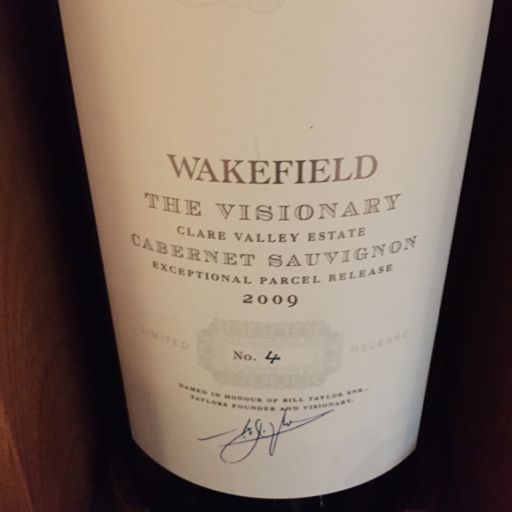 WAKEFIELD
THE VISIONARY
CLARE VALLEY ESTATE
CABERNET SAUVIGNON
EXCEPTIONAL PARCEL RELEASE
2009
LIMITED RELEASE
No. 4
NAMED IN HONOUR OF BILL TAYLOR SNR.,
TAYLORS FOUNDER AND VISIONARY.